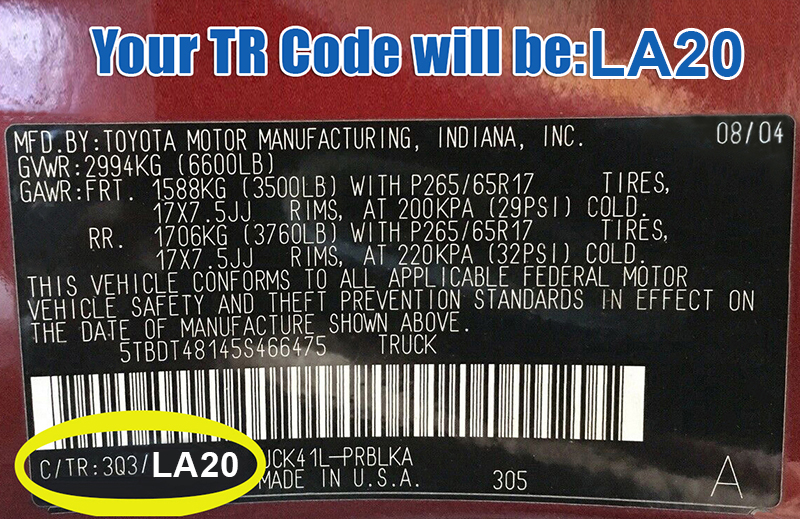 Your TR Code will be:LA20
MFD.BY:TOYOTA MOTOR MANUFACTURING, INDIANA, INC. 08/04
GVWR:2994KG (6600LB)
GAWR:FRT. 1588KG (3500LB) WITH P265/65R17 TIRES,
17X7.5JJ RIMS, AT 200KPA (29PSI) COLD.
RR. 1706KG (3760LB) WITH P265/65R17 TIRES,
17X7.5JJ RIMS, AT 220KPA (32PSI) COLD.
THIS VEHICLE CONFORMS TO ALL APPLICABLE FEDERAL MOTOR
VEHICLE SAFETY AND THEFT PREVENTION STANDARDS IN EFFECT ON
THE DATE OF MANUFACTURE SHOWN ABOVE.
5TBDT48145S466475 TRUCK
C/TR:3Q3/LA20 UCK41L-PRBLKA
MADE IN U.S.A. 305 A